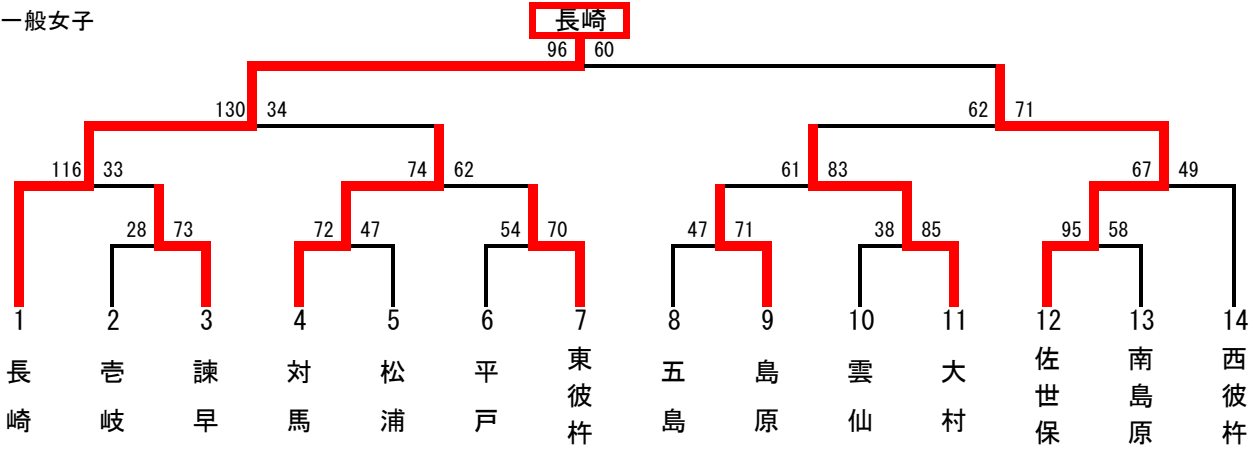 一般女子
長崎
96 60
130 34 62 71
116 33 74 62 61 83 67 49
28 73 72 47 54 70 47 71 38 85 95 58
1 2 3 4 5 6 7 8 9 10 11 12 13 14
長崎 壱岐 諫早 対馬 松浦 平戸 東彼杵 五島 島原 雲仙 大村 佐世保 南島原 西彼杵